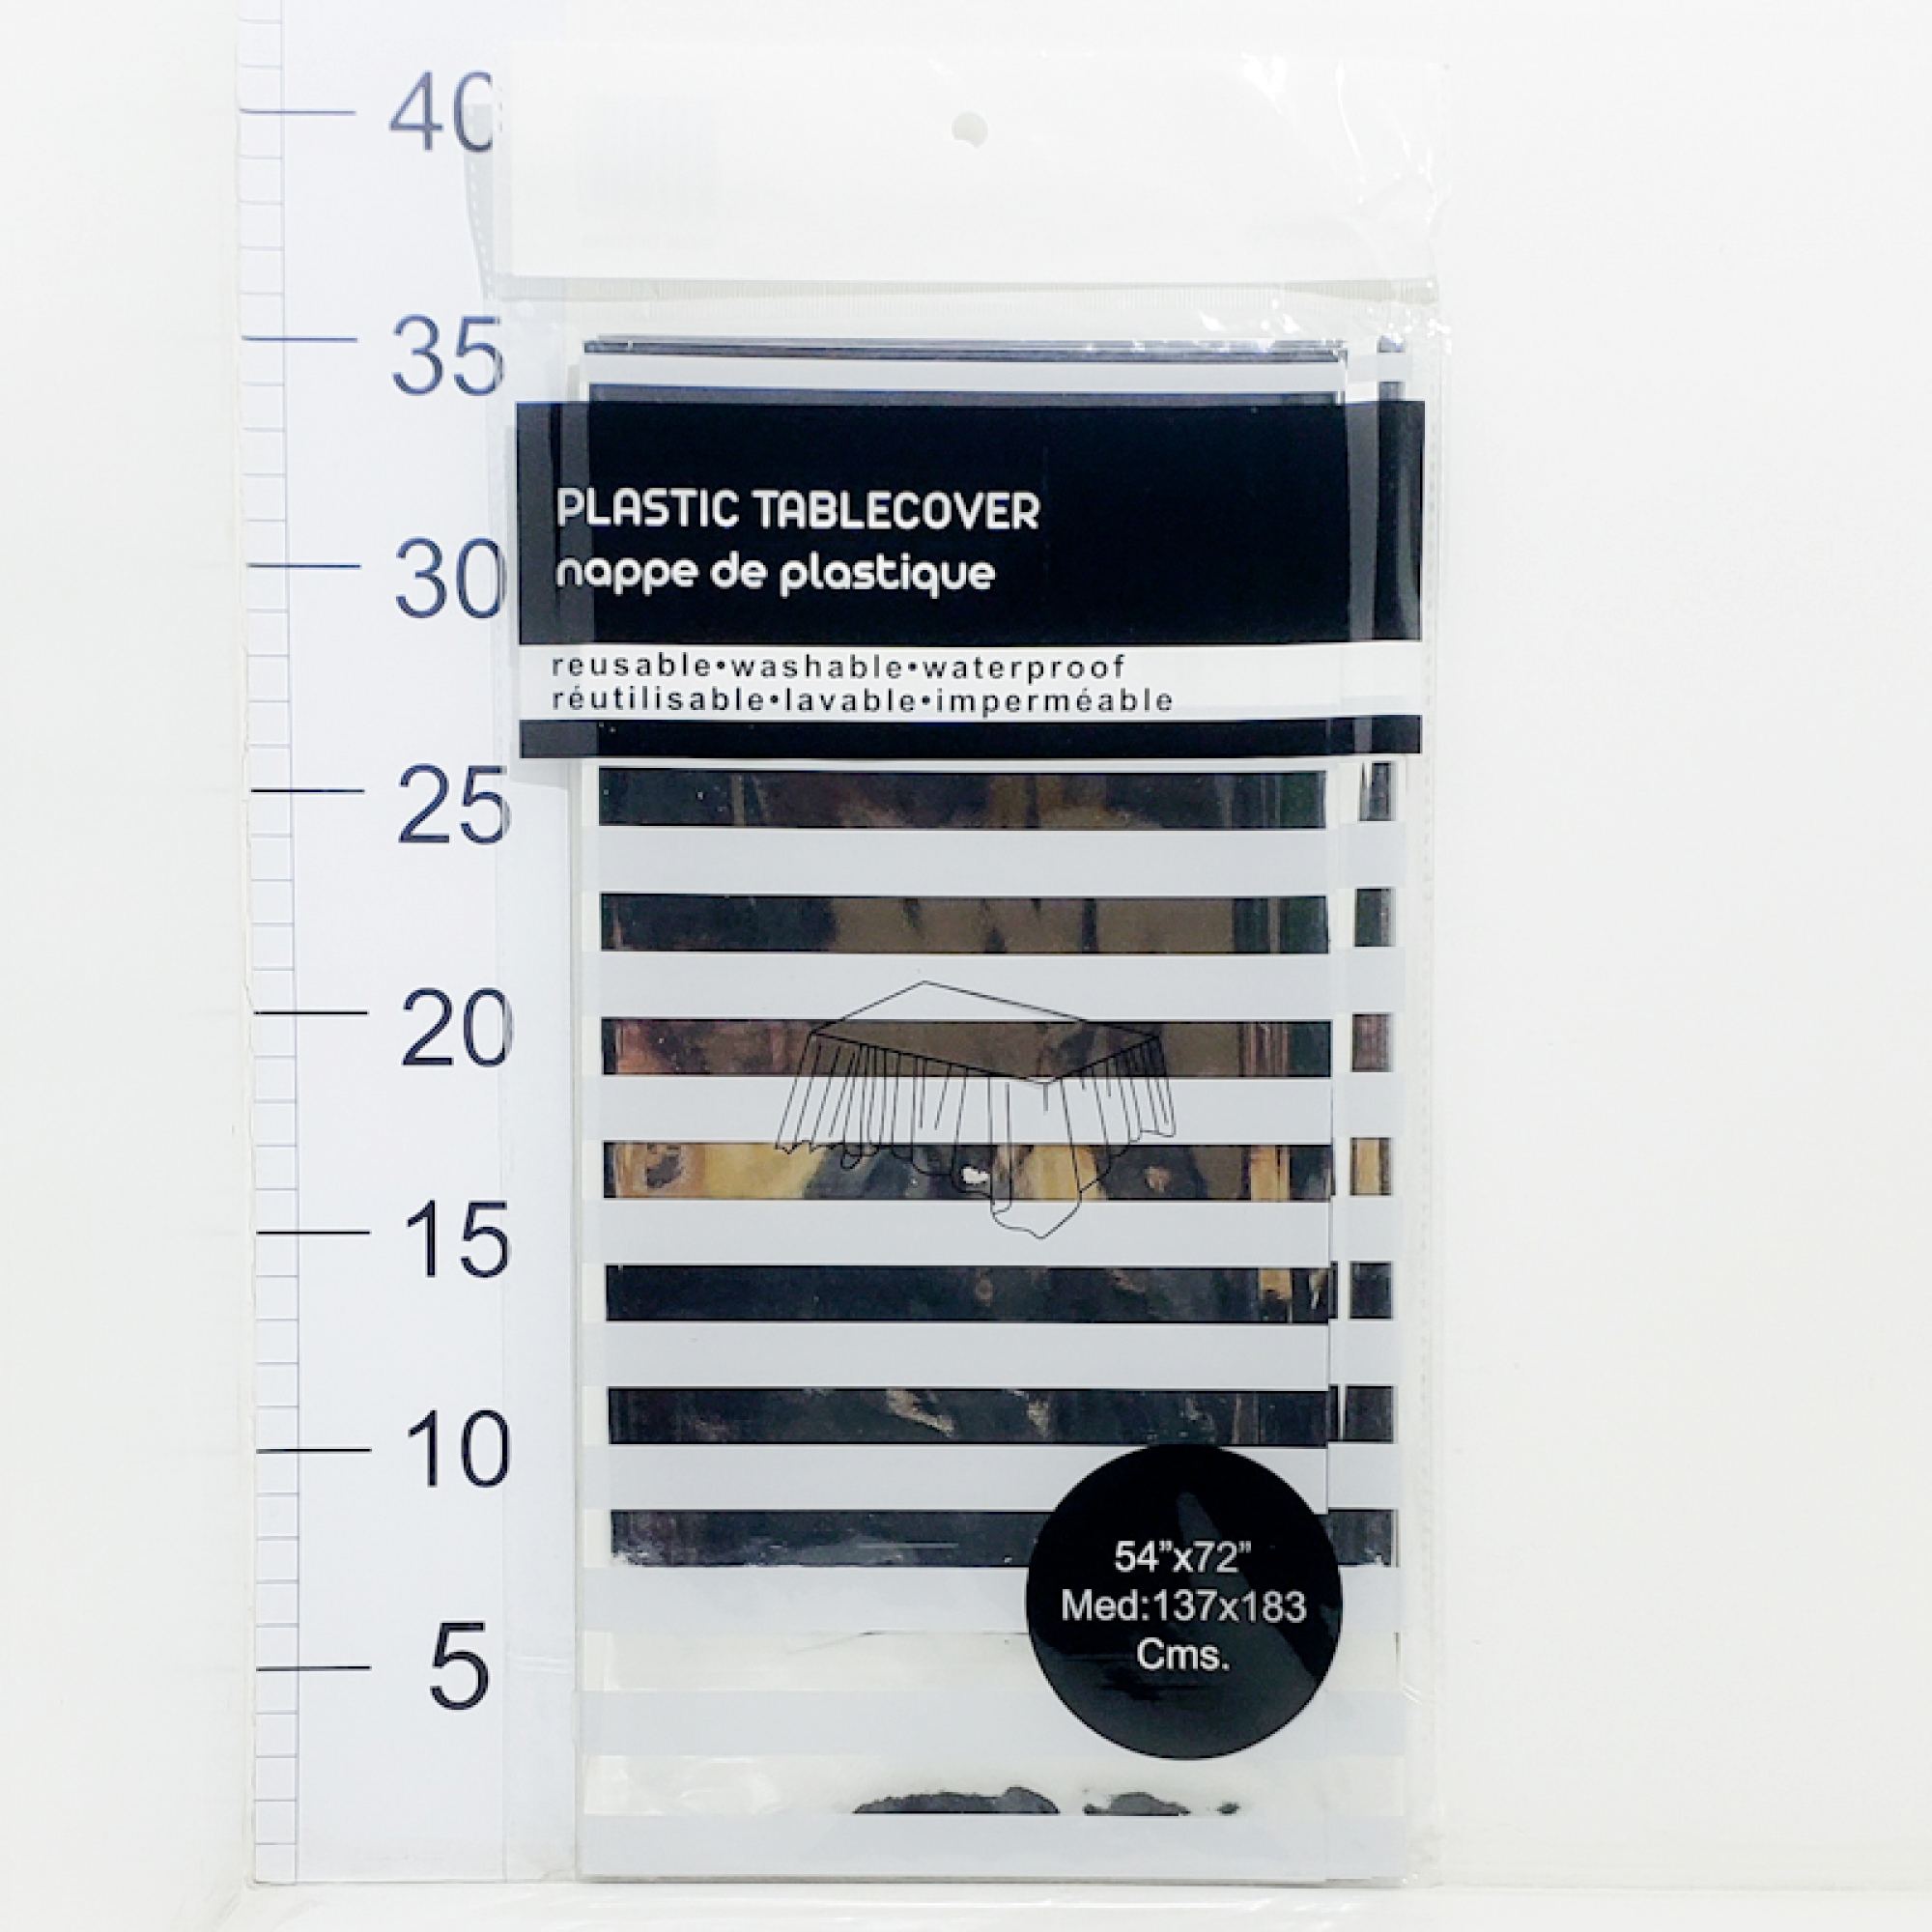 40
35
30
25
20
15
10
5
PLASTIC TABLECOVER
nappe de plastique
reusable•washable•waterproof
réutilisable•lavable•imperméable
54”x72”
Med:137x183
Cms.